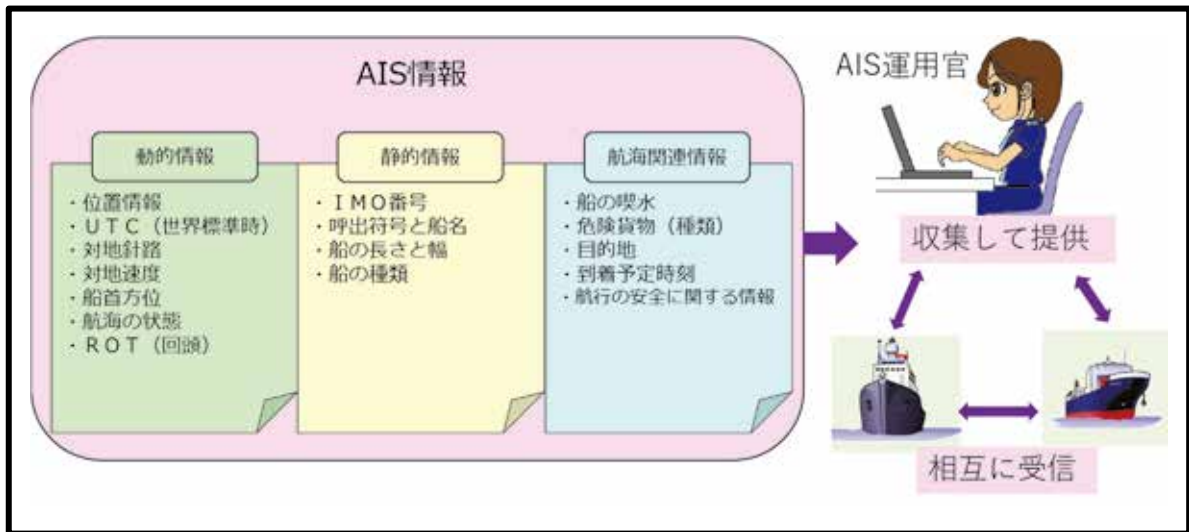 AIS情報
動的情報
・位置情報
・UTC（世界標準時）
・対地針路
・対地速度
・船首方位
・航海の状態
・ROT（回頭）
静的情報
・IMO番号
・呼出符号と船名
・船の長さと幅
・船の種類
航海関連情報
・船の喫水
・危険貨物（種類）
・目的地
・到着予定時刻
・航行の安全に関する情報
AIS運用官
収集して提供
相互に受信